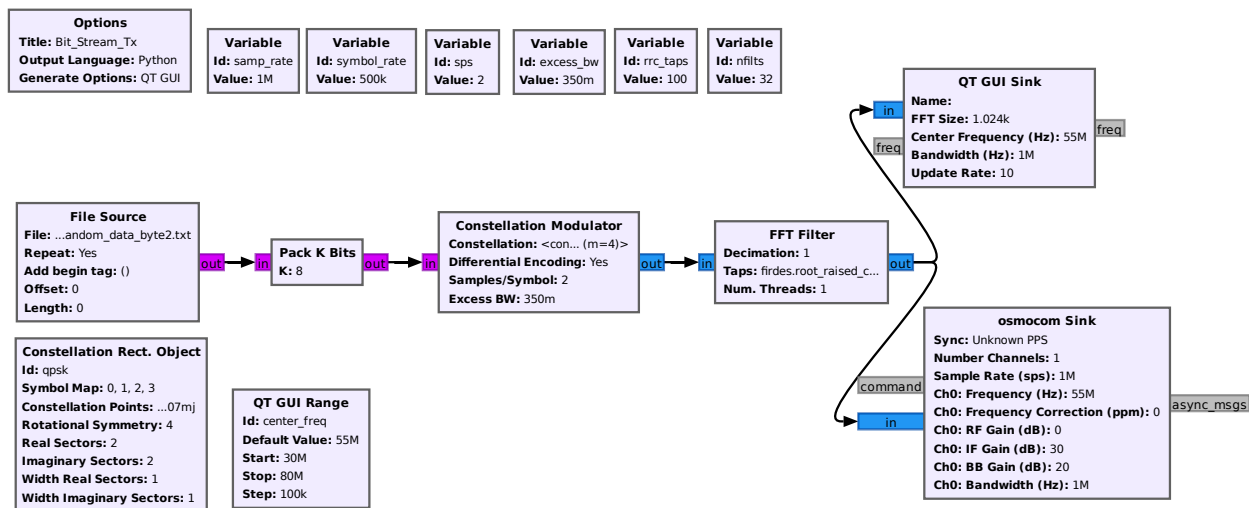 Options
Title: Bit_Stream_Tx
Output Language: Python
Generate Options: QT GUI
Variable
Id: samp_rate
Value: 1M
Variable
Id: symbol_rate
Value: 500k
Variable
Id: sps
Value: 2
Variable
Id: excess_bw
Value: 350m
Variable
Id: rrc_taps
Value: 100
Variable
Id: nfilts
Value: 32
QT GUI Sink
Name:
FFT Size: 1.024k
Center Frequency (Hz): 55M
Bandwidth (Hz): 1M
Update Rate: 10
in
freq
freq
File Source
File: ...andom_data_byte2.txt
Repeat: Yes
Add begin tag: ()
Offset: 0
Length: 0
out
in
Pack K Bits
K: 8
out
in
Constellation Modulator
Constellation: <con... (m=4)>
Differential Encoding: Yes
Samples/Symbol: 2
Excess BW: 350m
out
in
FFT Filter
Decimation: 1
Taps: firdes.root_raised_c...
Num. Threads: 1
out
osmocom Sink
Sync: Unknown PPS
Number Channels: 1
Sample Rate (sps): 1M
Ch0: Frequency (Hz): 55M
Ch0: Frequency Correction (ppm): 0
Ch0: RF Gain (dB): 0
Ch0: IF Gain (dB): 30
Ch0: BB Gain (dB): 20
Ch0: Bandwidth (Hz): 1M
command
in
async_msgs
Constellation Rect. Object
Id: qpsk
Symbol Map: 0, 1, 2, 3
Constellation Points: ...07mj
Rotational Symmetry: 4
Real Sectors: 2
Imaginary Sectors: 2
Width Real Sectors: 1
Width Imaginary Sectors: 1
QT GUI Range
Id: center_freq
Default Value: 55M
Start: 30M
Stop: 80M
Step: 100k